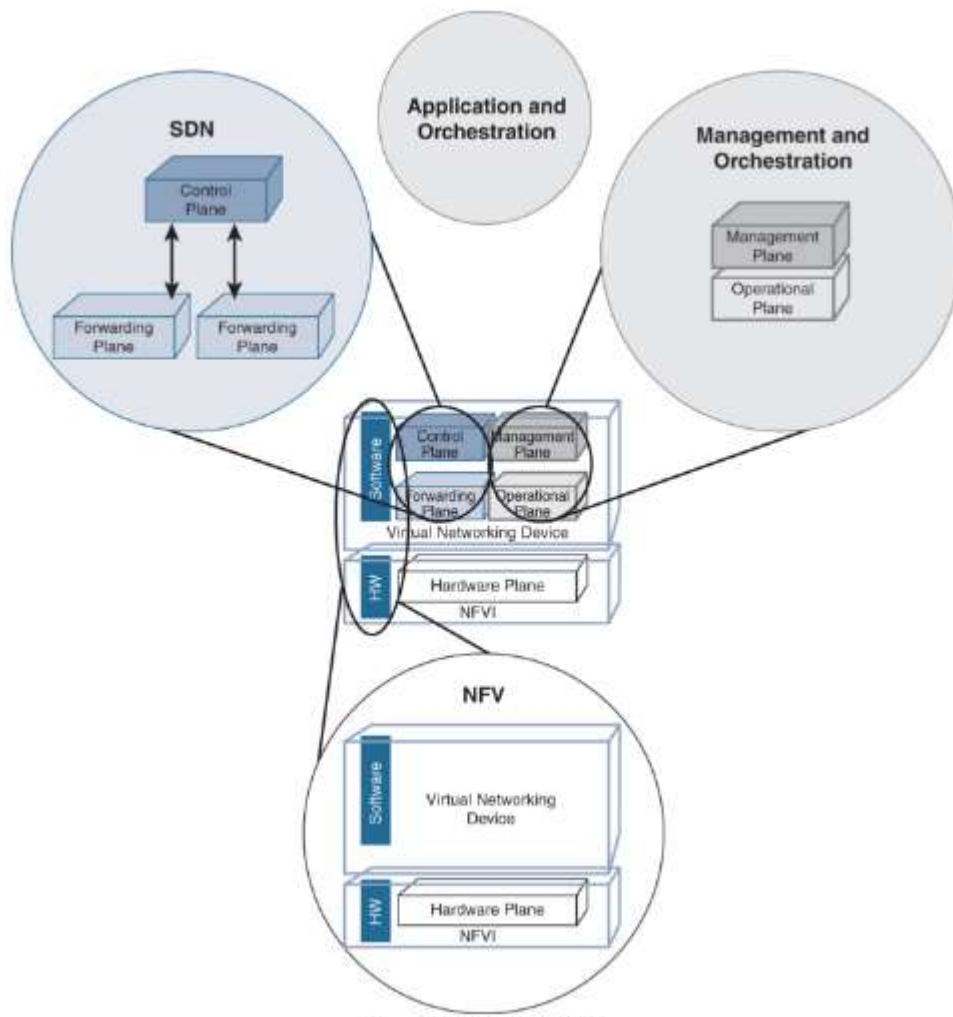 SDN
Control
Plane
Forwarding
Plane
Forwarding
Plane
Application and
Orchestration
Management and
Orchestration
Management
Plane
Operational
Plane
Software
Control
Plane
Management
Plane
Forwarding
Plane
Operational
Plane
Virtual Networking Device
HW
Hardware Plane
NFVI
NFV
Software
Virtual Networking
Device
HW
Hardware Plane
NFVI